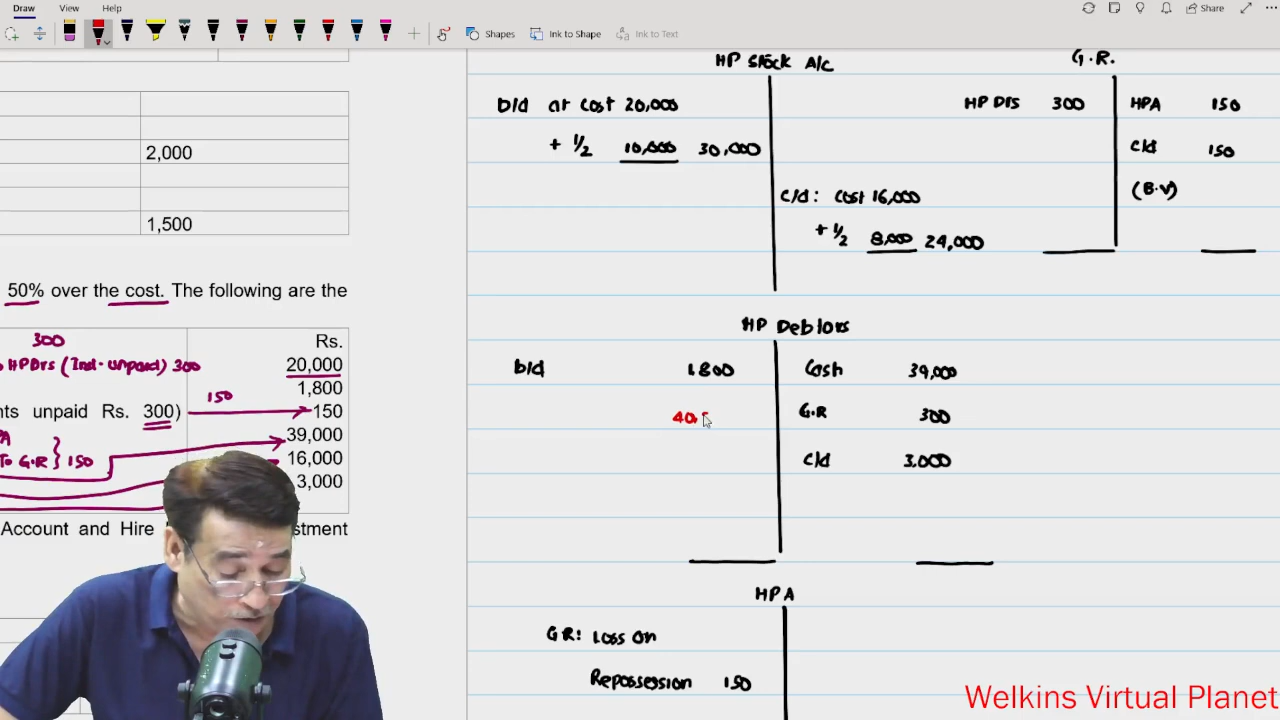 Draw View Help
Share
Shapes Ink to Shape Ink to Text
2,000
1,500
50% over the cost. The following are the
300
HPDrs (Inst-unpaid) 300
Rs.
20,000
1,800
150
nts unpaid Rs. 300)
150
39,000
To G.R } 150
16,000
3,000
Account and Hire
stment
HP Stock A/c
b/d at cost 20,000
+ 1/2 10,000 30,000
c/d: Cost 16,000
+ 1/2 8,000 24,000
G.R.
HP Drs 300
HPA 150
c/d 150
(B.V)
HP Debtors
b/d 1,800
Cash 39,000
G.R 300
c/d 3,000
HPA
GR: Loss on
Repossession 150
Welkins Virtual Planet